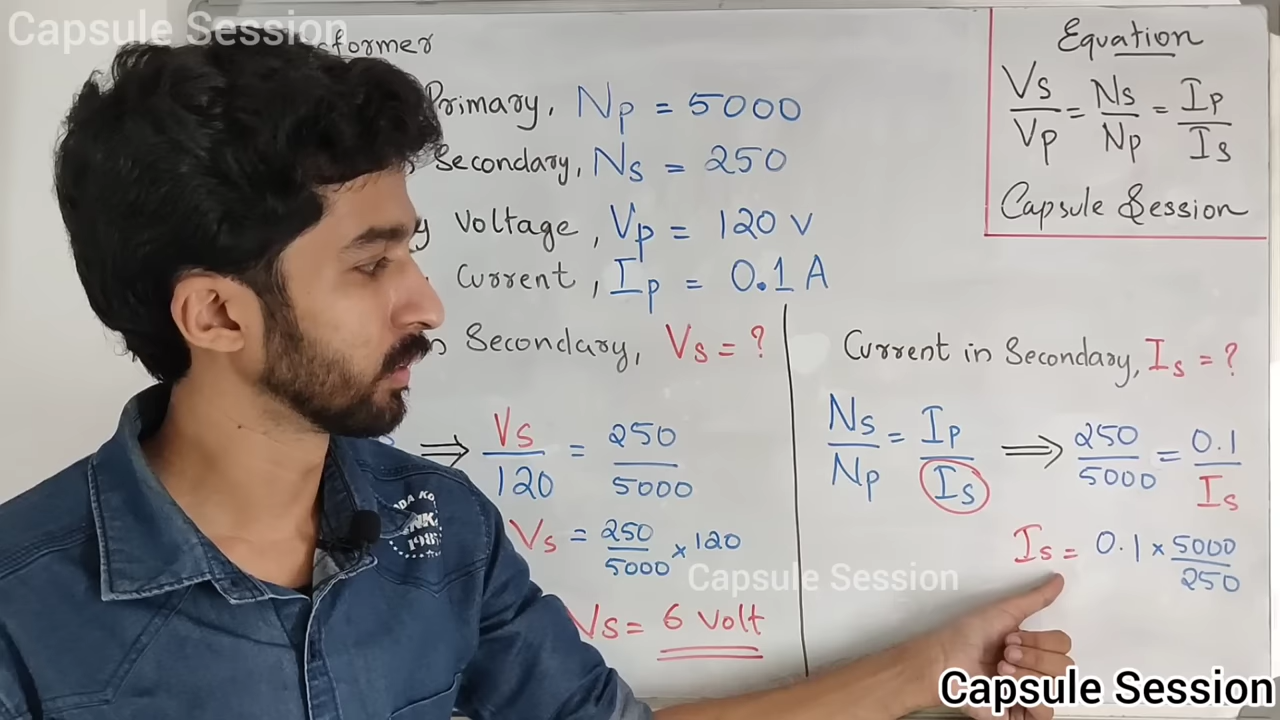 Capsule Session
former
Primary, Np = 5000
Secondary, Ns = 250
y Voltage, Vp = 120 V
Current, Ip = 0.1 A
Secondary, Vs = ?
⟹ Vs/120 = 250/5000
Vs = 250/5000 × 120
Vs = 6 Volt
Equation
Vs/Vp = Ns/Np = Ip/Is
Capsule Session
Current in Secondary, Is = ?
Ns/Np = Ip/Is ⟹ 250/5000 = 0.1/Is
Is = 0.1 × 5000/250
Capsule Session
Capsule Session